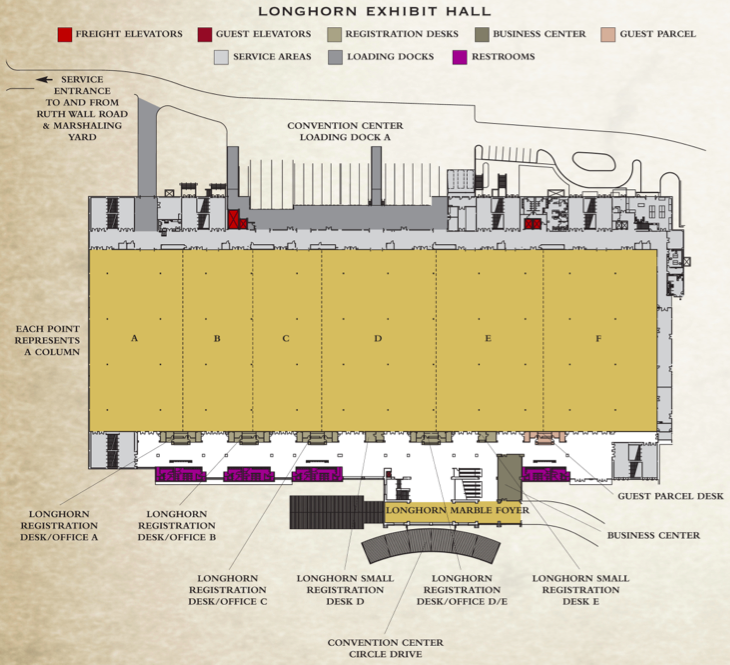 LONGHORN EXHIBIT HALL
FREIGHT ELEVATORS
GUEST ELEVATORS
REGISTRATION DESKS
BUSINESS CENTER
GUEST PARCEL
SERVICE AREAS
LOADING DOCKS
RESTROOMS
SERVICE
ENTRANCE
TO AND FROM
RUTH WALL ROAD
& MARSHALING
YARD
CONVENTION CENTER
LOADING DOCK A
EACH POINT
REPRESENTS
A COLUMN
A
B
C
D
E
F
LONGHORN MARBLE FOYER
GUEST PARCEL DESK
BUSINESS CENTER
LONGHORN
REGISTRATION
DESK/OFFICE A
LONGHORN
REGISTRATION
DESK/OFFICE B
LONGHORN
REGISTRATION
DESK/OFFICE C
LONGHORN SMALL
REGISTRATION
DESK D
LONGHORN
REGISTRATION
DESK/OFFICE D/E
LONGHORN SMALL
REGISTRATION
DESK E
CONVENTION CENTER
CIRCLE DRIVE